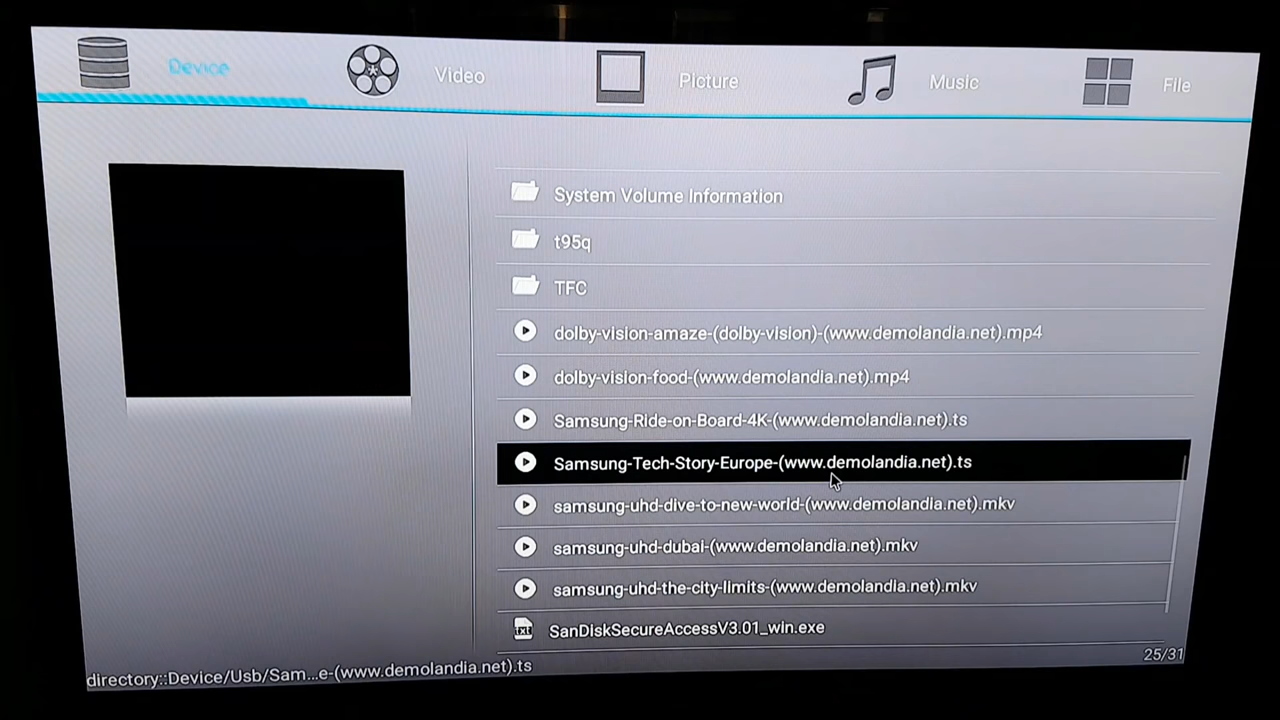 Device
Video
Picture
Music
File
System Volume Information
t95q
TFC
dolby-vision-amaze-(dolby-vision)-(www.demolandia.net).mp4
dolby-vision-food-(www.demolandia.net).mp4
Samsung-Ride-on-Board-4K-(www.demolandia.net).ts
Samsung-Tech-Story-Europe-(www.demolandia.net).ts
samsung-uhd-dive-to-new-world-(www.demolandia.net).mkv
samsung-uhd-dubai-(www.demolandia.net).mkv
samsung-uhd-the-city-limits-(www.demolandia.net).mkv
txt
SanDiskSecureAccessV3.01_win.exe
25/31
directory::Device/Usb/Sam...e-(www.demolandia.net).ts